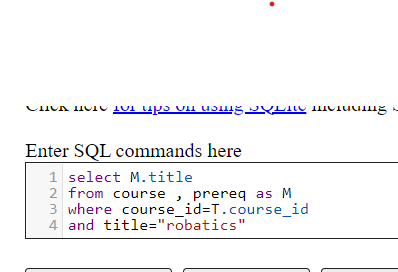 Click here for tips on using SQLite including
Enter SQL commands here
1 select M.title
2 from course , prereq as M
3 where course_id=T.course_id
4 and title="robatics"